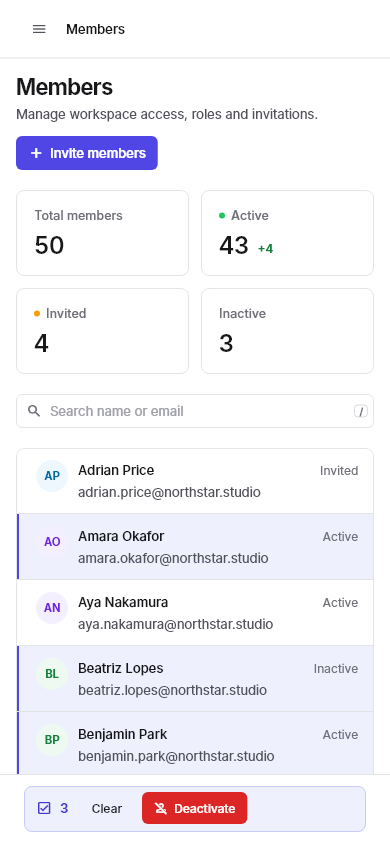 Members
Members
Manage workspace access, roles and invitations.
Invite members
Total members
50
Active
43 +4
Invited
4
Inactive
3
Search name or email /
AP Adrian Price Invited
adrian.price@northstar.studio
AO Amara Okafor Active
amara.okafor@northstar.studio
AN Aya Nakamura Active
aya.nakamura@northstar.studio
BL Beatriz Lopes Inactive
beatriz.lopes@northstar.studio
BP Benjamin Park Active
benjamin.park@northstar.studio
3 Clear Deactivate